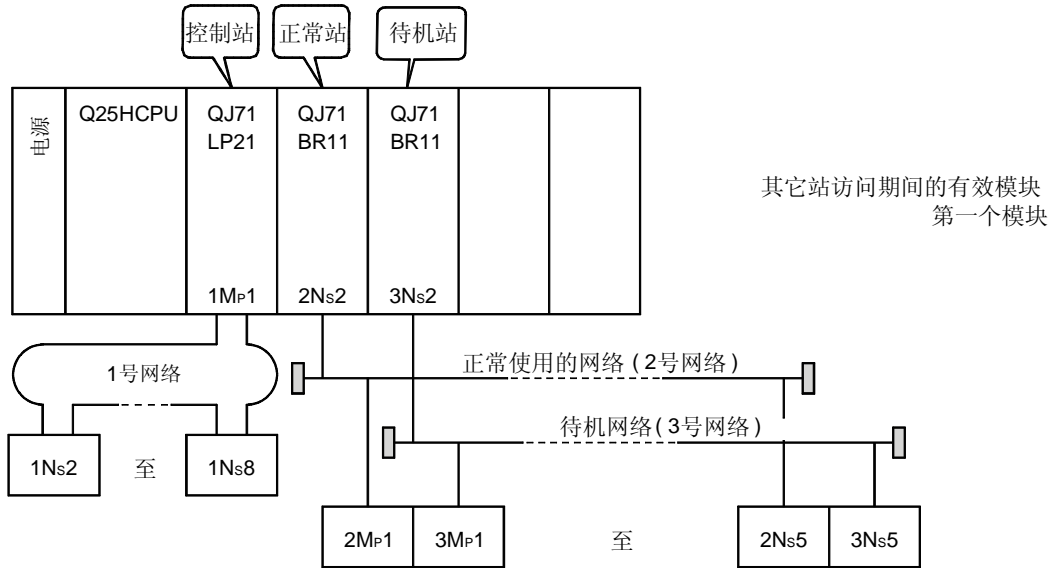 控制站
正常站
待机站
电源
Q25HCPU
QJ71
LP21
QJ71
BR11
QJ71
BR11
其它站访问期间的有效模块
第一个模块
1MP1
2NS2
3NS2
1号网络
正常使用的网络(2号网络)
待机网络(3号网络)
1NS2
至
1NS8
2MP1
3MP1
至
2NS5
3NS5